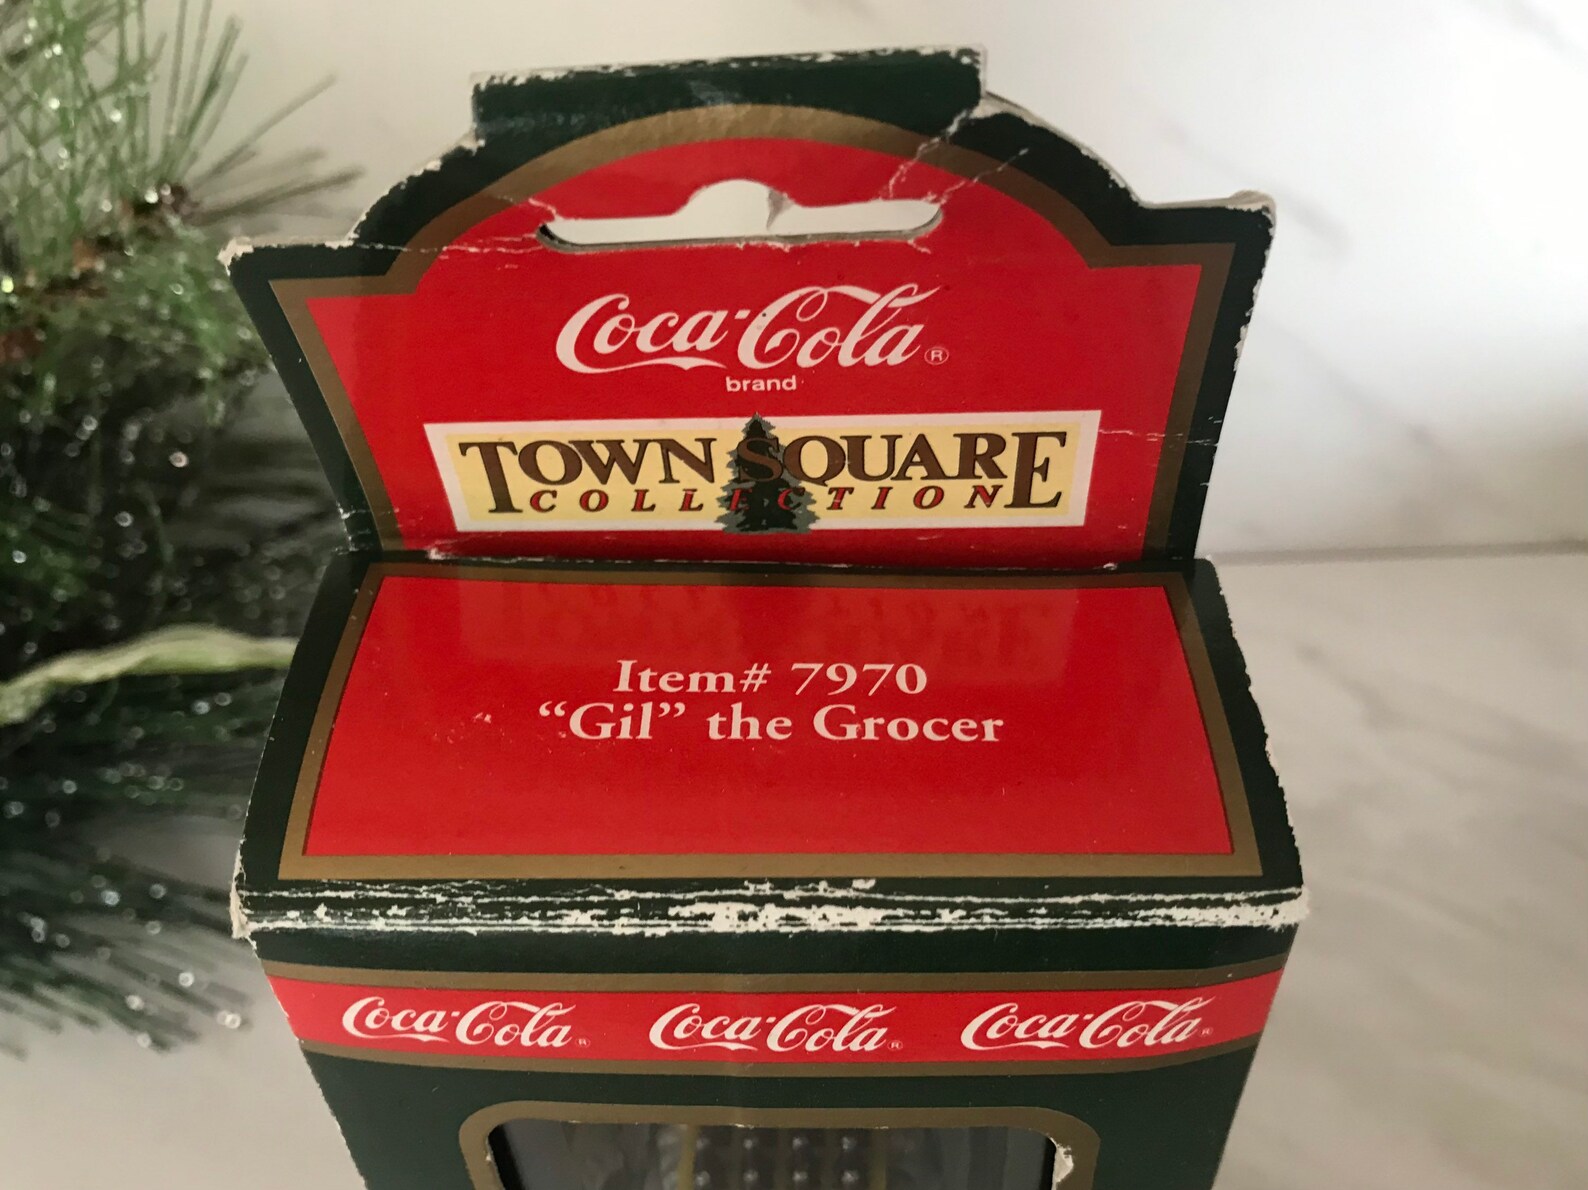 Coca-Cola ®
brand
TOWN SQUARE
COLLECTION
Item# 7970
“Gil” the Grocer
Coca-Cola ® Coca-Cola ® Coca-Cola ®